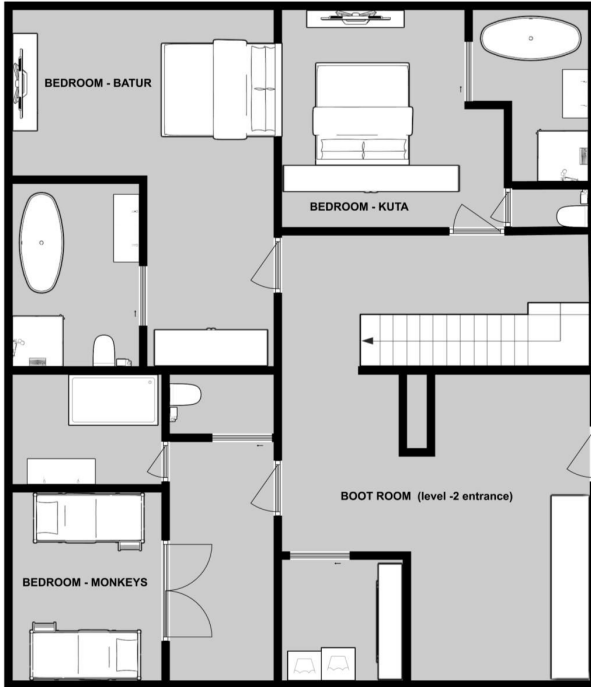 BEDROOM - BATUR
BEDROOM - KUTA
BOOT ROOM (level -2 entrance)
BEDROOM - MONKEYS